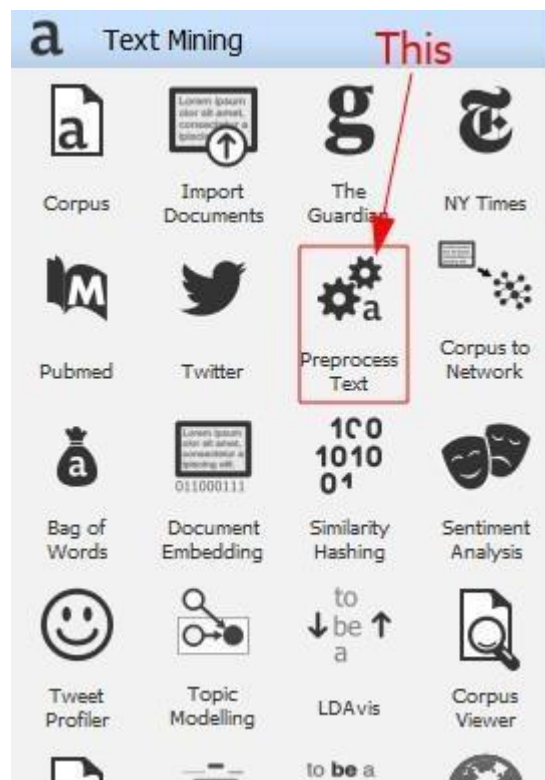 a Text Mining
This
a
Lorem ipsum
dolor sit amet,
consectetur a
g
Corpus
Import
Documents
The
Guardian
NY Times
M
a
Pubmed
Twitter
Preprocess
Text
Corpus to
Network
a
Lorem ipsum
dolor sit amet,
consectetur a
ipiscing elit.
011000111
100
1010
01
Bag of
Words
Document
Embedding
Similarity
Hashing
Sentiment
Analysis
to
be
a
Tweet
Profiler
Topic
Modelling
LDAvis
Corpus
Viewer
to be a